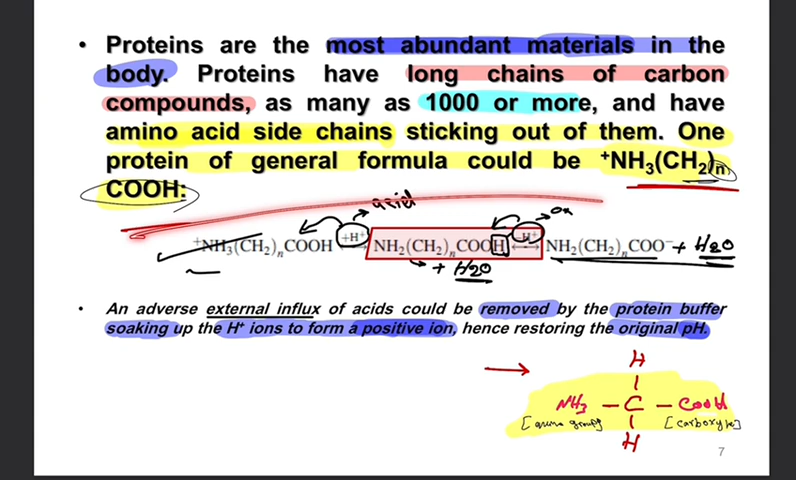 • Proteins are the most abundant materials in the
body. Proteins have long chains of carbon
compounds, as many as 1000 or more, and have
amino acid side chains sticking out of them. One
protein of general formula could be ⁺NH₃(CH₂)n
COOH:
acid
⁺NH₃(CH₂)ₙCOOH +H⁺ NH₂(CH₂)ₙCOOH H⁺ NH₂(CH₂)ₙCOO⁻ + H₂O
+ H₂O
• An adverse external influx of acids could be removed by the protein buffer
soaking up the H⁺ ions to form a positive ion, hence restoring the original pH.
H
NH₃ – C – COOH
[amino group] [carboxyle]
H
7